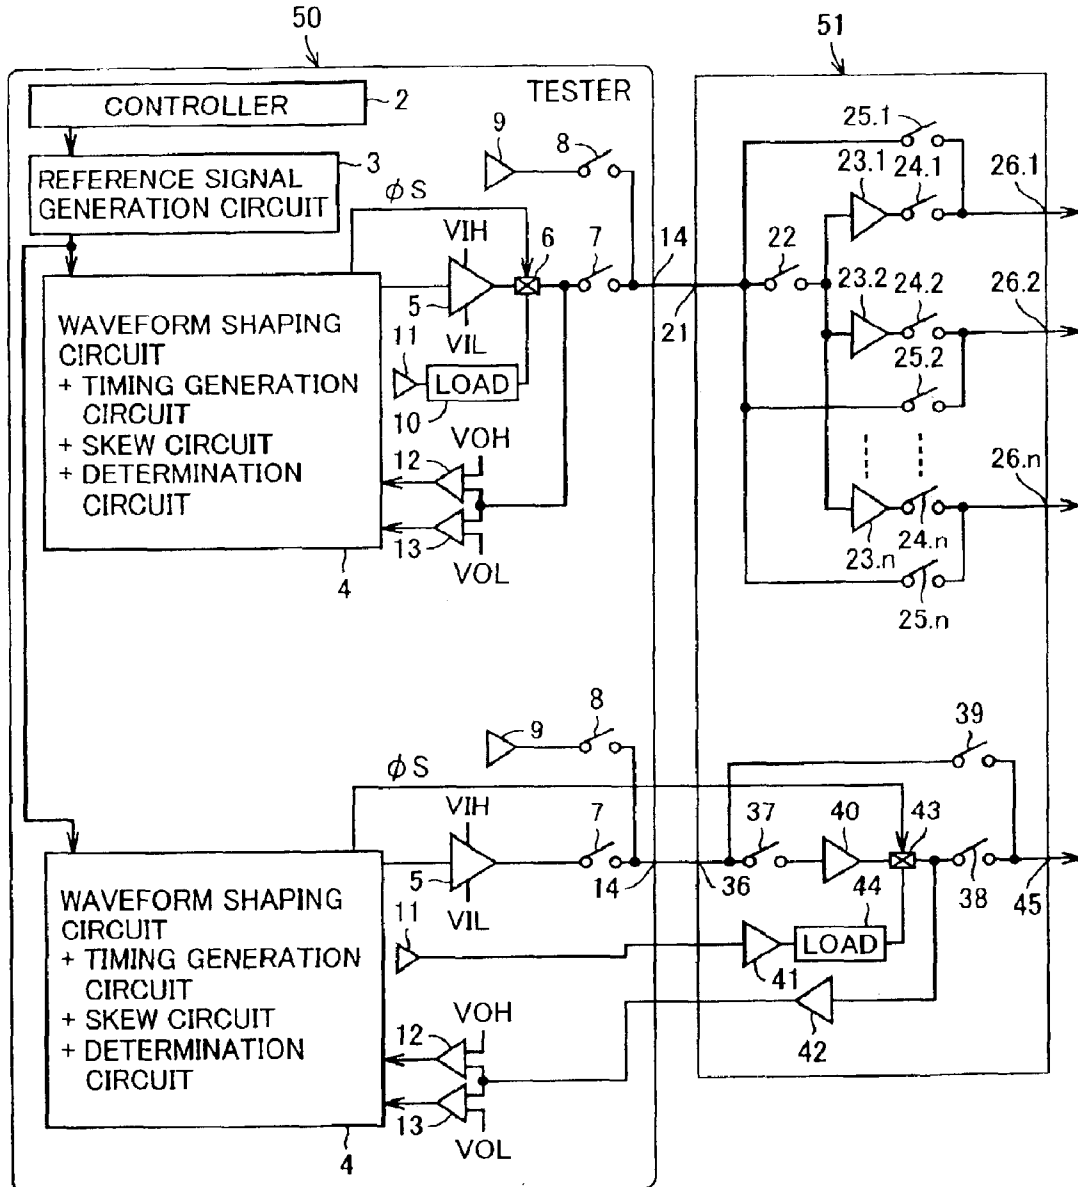 50
51
TESTER
CONTROLLER
2
REFERENCE SIGNAL
GENERATION CIRCUIT
3
φS
9
8
VIH
6
7
14
5
VIL
11
LOAD
10
VOH
12
13
VOL
WAVEFORM SHAPING
CIRCUIT
+ TIMING GENERATION
CIRCUIT
+ SKEW CIRCUIT
+ DETERMINATION
CIRCUIT
4
21
22
25.1
23.1
24.1
26.1
23.2
24.2
25.2
26.2
26.n
23.n
24.n
25.n
φS
9
8
VIH
7
14
5
VIL
11
36
37
40
43
39
44
38
45
LOAD
41
42
VOH
12
13
VOL
WAVEFORM SHAPING
CIRCUIT
+ TIMING GENERATION
CIRCUIT
+ SKEW CIRCUIT
+ DETERMINATION
CIRCUIT
4